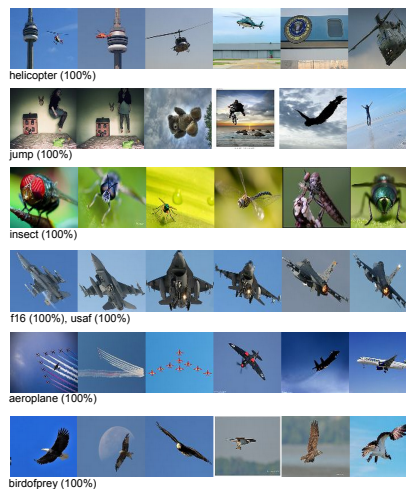 helicopter (100%)
jump (100%)
insect (100%)
f16 (100%), usaf (100%)
aeroplane (100%)
birdofprey (100%)